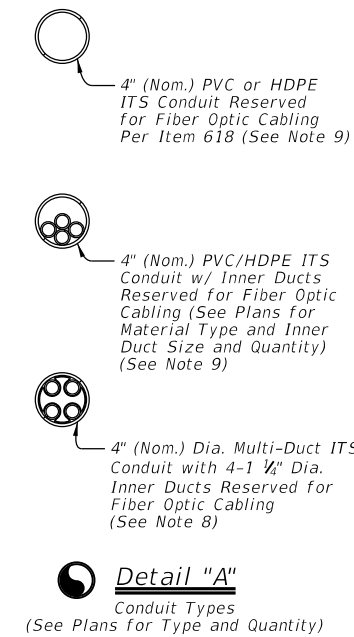 4" (Nom.) PVC or HDPE
ITS Conduit Reserved
for Fiber Optic Cabling
Per Item 618 (See Note 9)
4" (Nom.) PVC/HDPE ITS
Conduit w/ Inner Ducts
Reserved for Fiber Optic
Cabling (See Plans for
Material Type and Inner
Duct Size and Quantity)
(See Note 9)
4" (Nom.) Dia. Multi-Duct ITS
Conduit with 4-1 ¼" Dia.
Inner Ducts Reserved for
Fiber Optic Cabling
(See Note 8)
Detail "A"
Conduit Types
(See Plans for Type and Quantity)